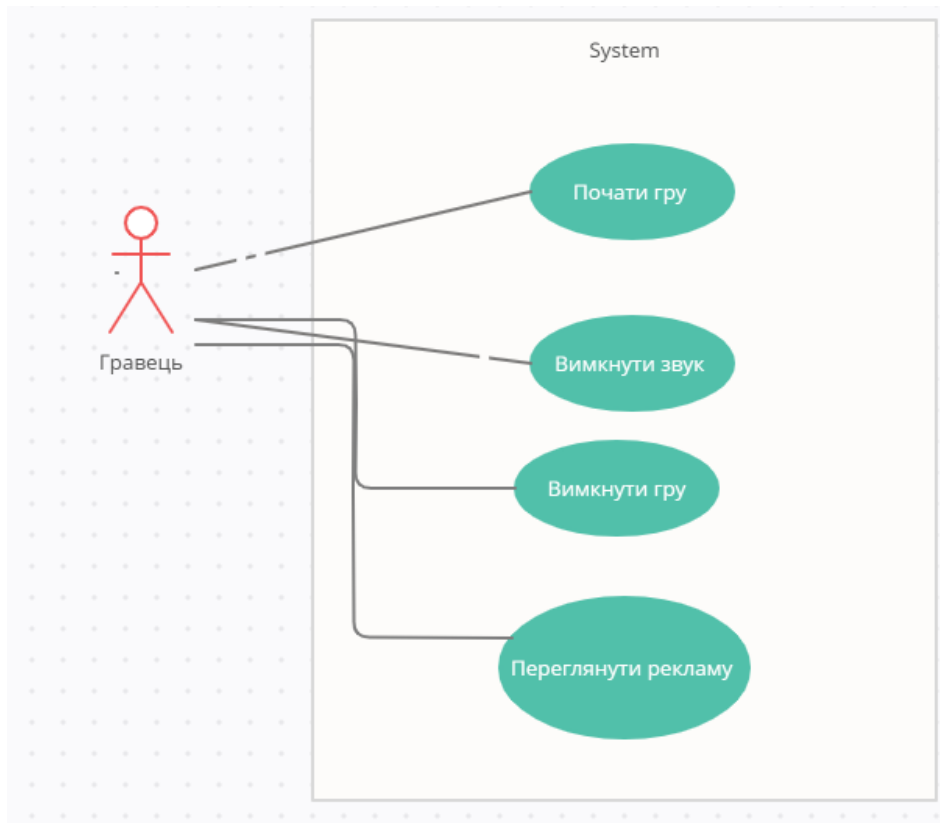 System
Почати гру
-
Гравець
Вимкнути звук
Вимкнути гру
Переглянути рекламу